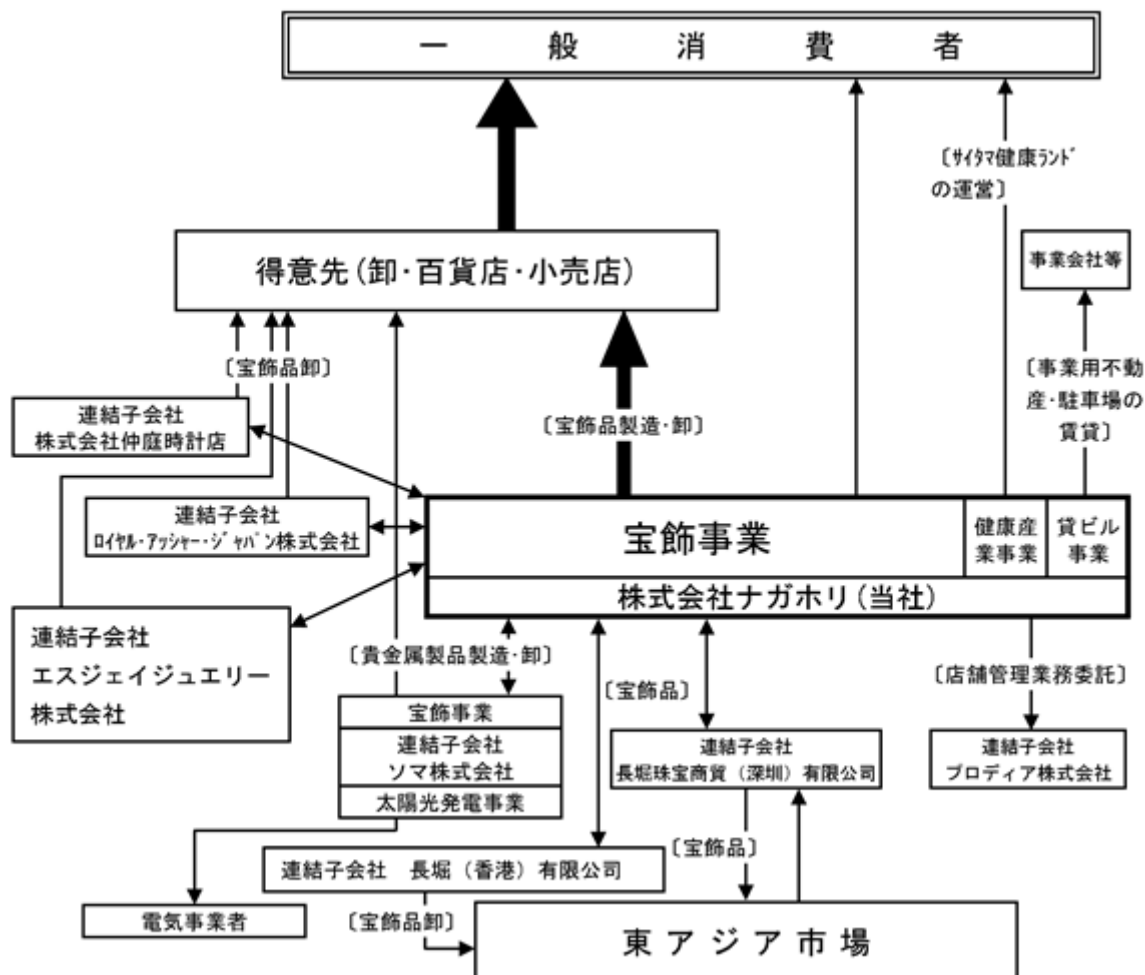 一般消費者
〔ｻｲﾀﾏ健康ﾗﾝﾄﾞ
の運営〕
得意先(卸･百貨店･小売店)
事業会社等
〔宝飾品卸〕
〔事業用不動
産･駐車場の
賃貸〕
連結子会社
株式会社仲庭時計店
〔宝飾品製造･卸〕
連結子会社
ﾛｲﾔﾙ･ｱｯｼｬｰ･ｼﾞｬﾊﾟﾝ株式会社
宝飾事業
健康産
業事業
貸ビル
事業
株式会社ナガホリ(当社)
連結子会社
エスジェイジュエリー
株式会社
〔貴金属製品製造･卸〕
〔宝飾品〕
〔店舗管理業務委託〕
宝飾事業
連結子会社
ソマ株式会社
太陽光発電事業
連結子会社
長堀珠宝商貿（深圳）有限公司
連結子会社
ブロディア株式会社
〔宝飾品〕
連結子会社　長堀（香港）有限公司
電気事業者
〔宝飾品卸〕
東アジア市場